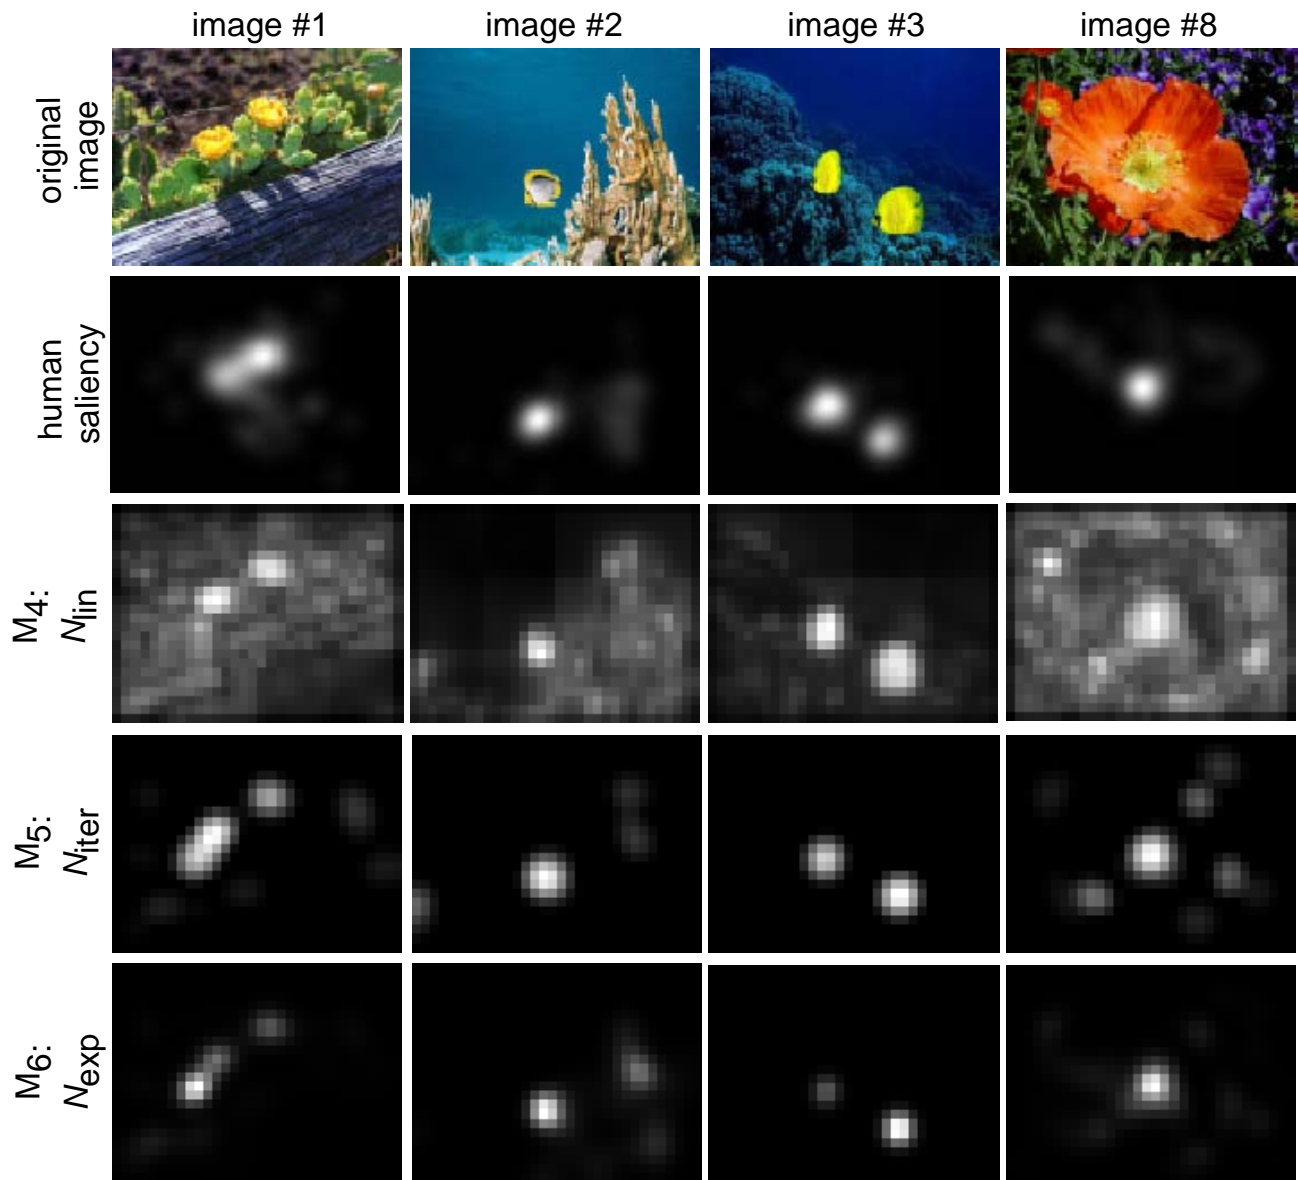 image #1 image #2 image #3 image #8
original
image
human
saliency
M4:
Nlin
M5:
Niter
M6:
Nexp